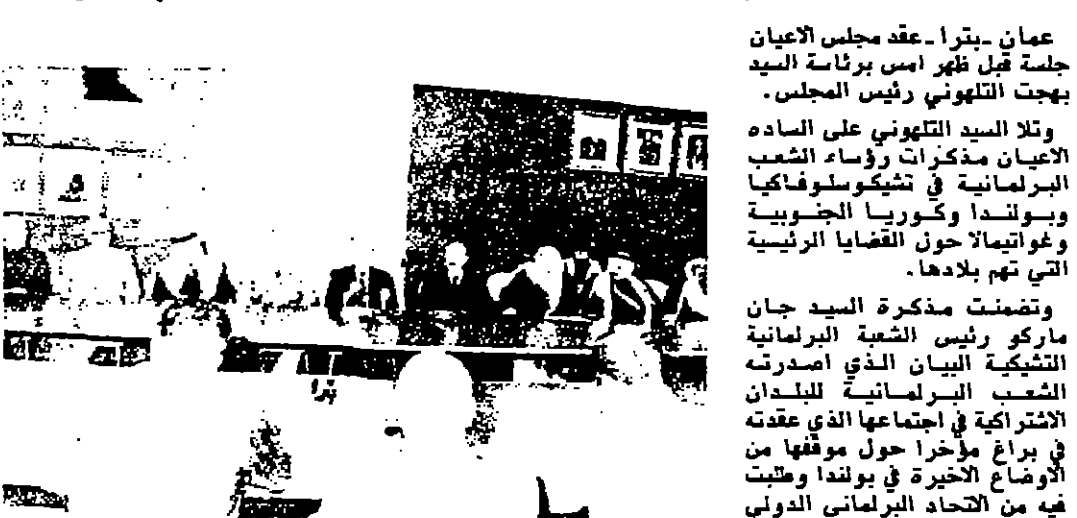 عمان ـ بترا ـ عقد مجلس الاعيان
جلسة قبل ظهر امس برئاسة السيد
بهجت التلهوني رئيس المجلس .
وتلا السيد التلهوني على الساده
الاعيان مذكرات رؤساء الشعب
البرلمانية في تشيكوسلوفاكيا
وبولندا وكوريا الجنوبية
وغواتيمالا حول القضايا الرئيسية
التي تهم بلادها .
وتضمنت مذكرة السيد جان
ماركو رئيس الشعبة البرلمانية
التشيكية البيان الذي اصدرته
الشعب البرلمانية للبلدان
الاشتراكية في اجتماعها الذي عقدته
في براغ مؤخرا حول موقفها من
الأوضاع الاخيرة في بولندا وطلبت
فيه من الاتحاد البرلماني الدولي